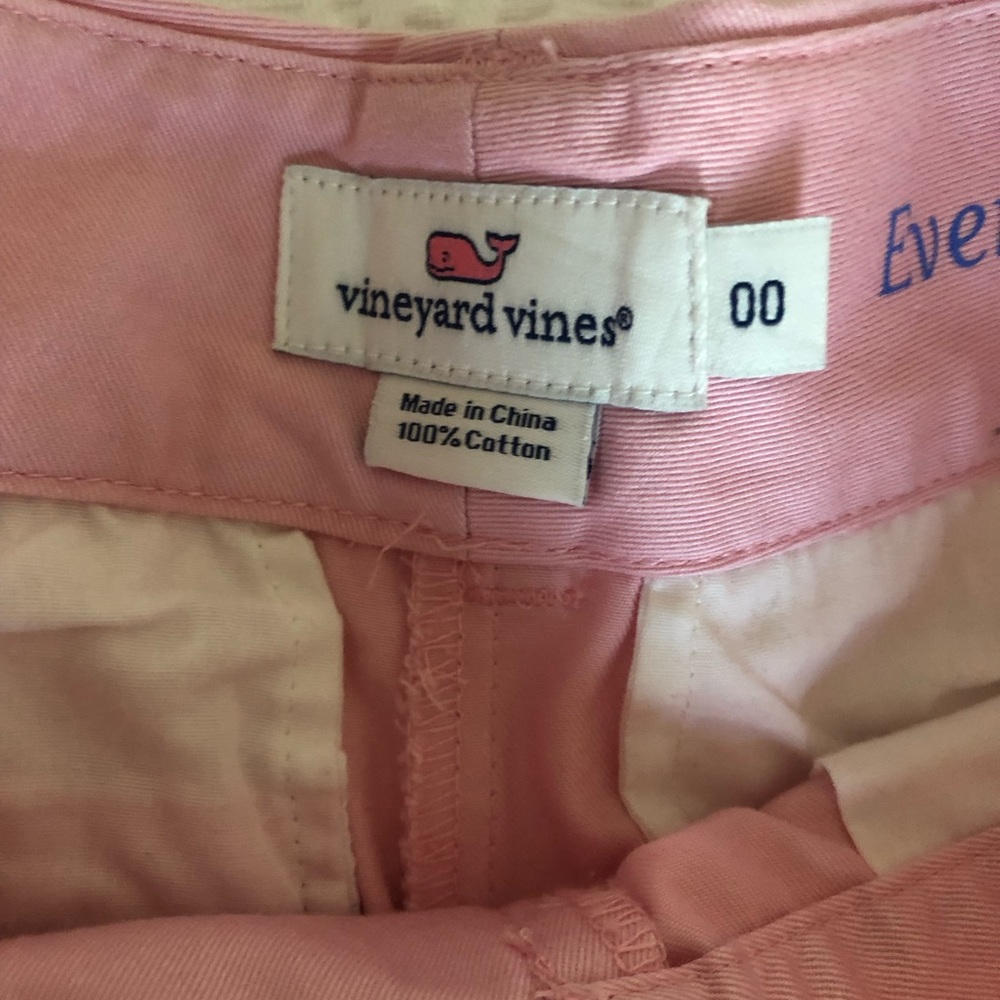 vineyard vines®
00
Made in China
100% Cotton